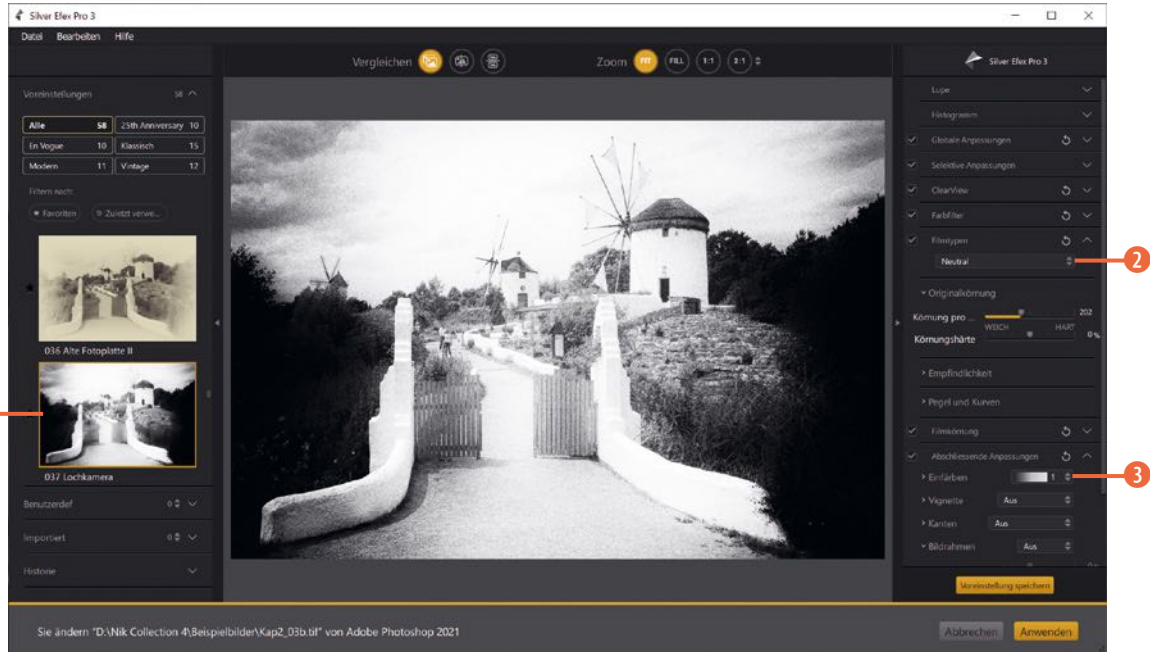 Silver Efex Pro 3
Datei Bearbeiten Hilfe
Vergleichen
Zoom FIT FILL 1:1 2:1
Silver Efex Pro 3
Voreinstellungen 58
Alle 58 25th Anniversary 10
En Vogue 10 Klassisch 15
Modern 11 Vintage 12
Filtern nach:
Favoriten Zuletzt verwe...
036 Alte Fotoplatte II
037 Lochkamera
Benutzerdef 0
Importiert 0
Historie
Lupe
Histogramm
Globale Anpassungen
Selektive Anpassungen
ClearView
Farbfilter
Filmtypen
Neutral
2
Originalkörnung
Körnung pro ... 202
WEICH HART
Körnungshärte 0 %
Empfindlichkeit
Pegel und Kurven
Filmkörnung
Abschliessende Anpassungen
Einfärben 1
3
Vignette Aus
Kanten Aus
Bildrahmen Aus
Voreinstellung speichern
Sie ändern "D:\Nik Collection 4\Beispielbilder\Kap2_03b.tif" von Adobe Photoshop 2021
Abbrechen Anwenden